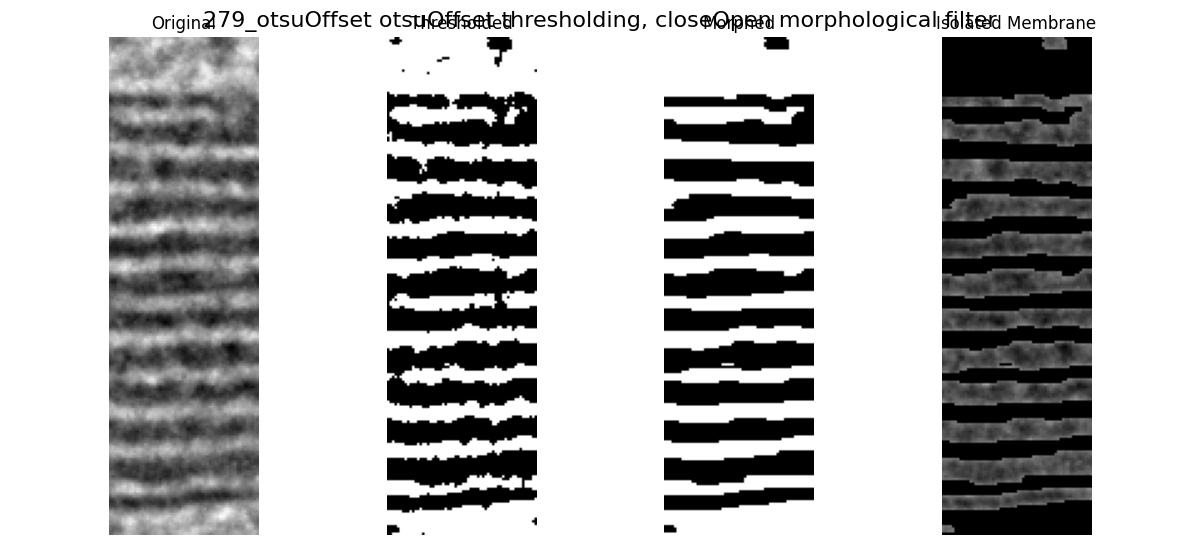 279_otsuOffset otsuOffset thresholding, closeOpen morphological filter
Original
Thresholded
Morphed
Isolated Membrane